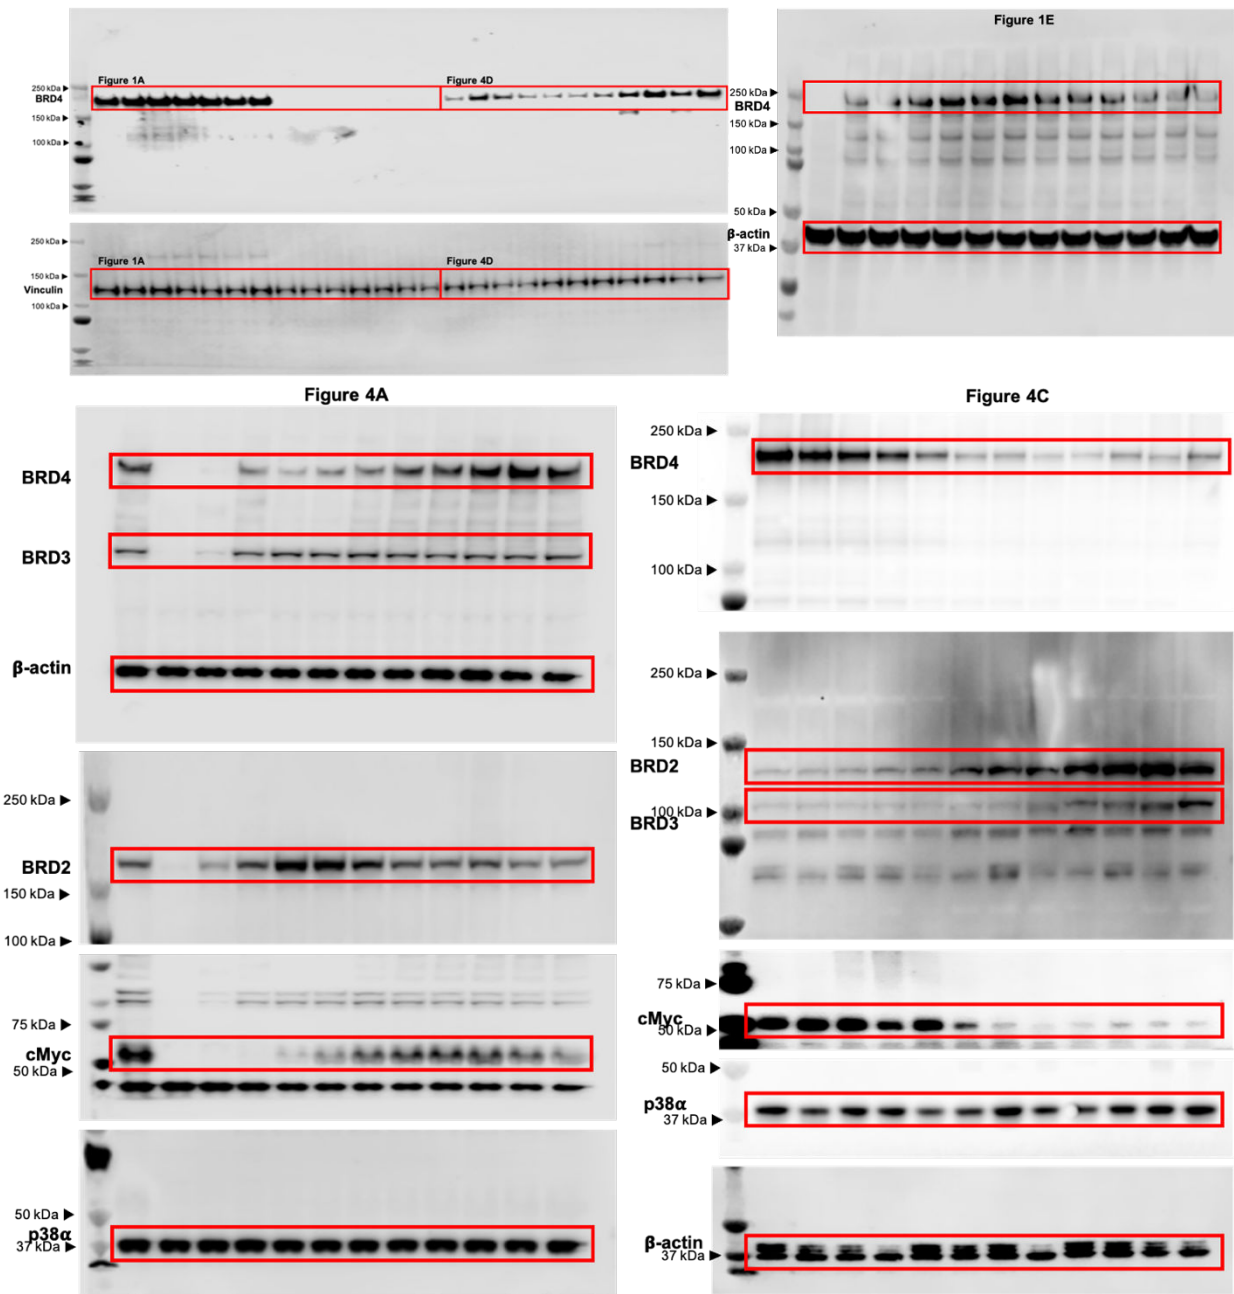 Figure 1A
Figure 4D
250 kDa ▶
BRD4
150 kDa ▶
100 kDa ▶
250 kDa ▶
Figure 1A
Figure 4D
150 kDa ▶
Vinculin
100 kDa ▶
Figure 1E
250 kDa ▶
BRD4
150 kDa ▶
100 kDa ▶
50 kDa ▶
β-actin
37 kDa ▶
Figure 4A
BRD4
BRD3
β-actin
250 kDa ▶
BRD2
150 kDa ▶
100 kDa ▶
75 kDa ▶
cMyc
50 kDa ▶
50 kDa ▶
p38α
37 kDa ▶
Figure 4C
250 kDa ▶
BRD4
150 kDa ▶
100 kDa ▶
250 kDa ▶
150 kDa ▶
BRD2
100 kDa ▶
BRD3
75 kDa ▶
cMyc
50 kDa ▶
50 kDa ▶
p38α
37 kDa ▶
β-actin
37 kDa ▶